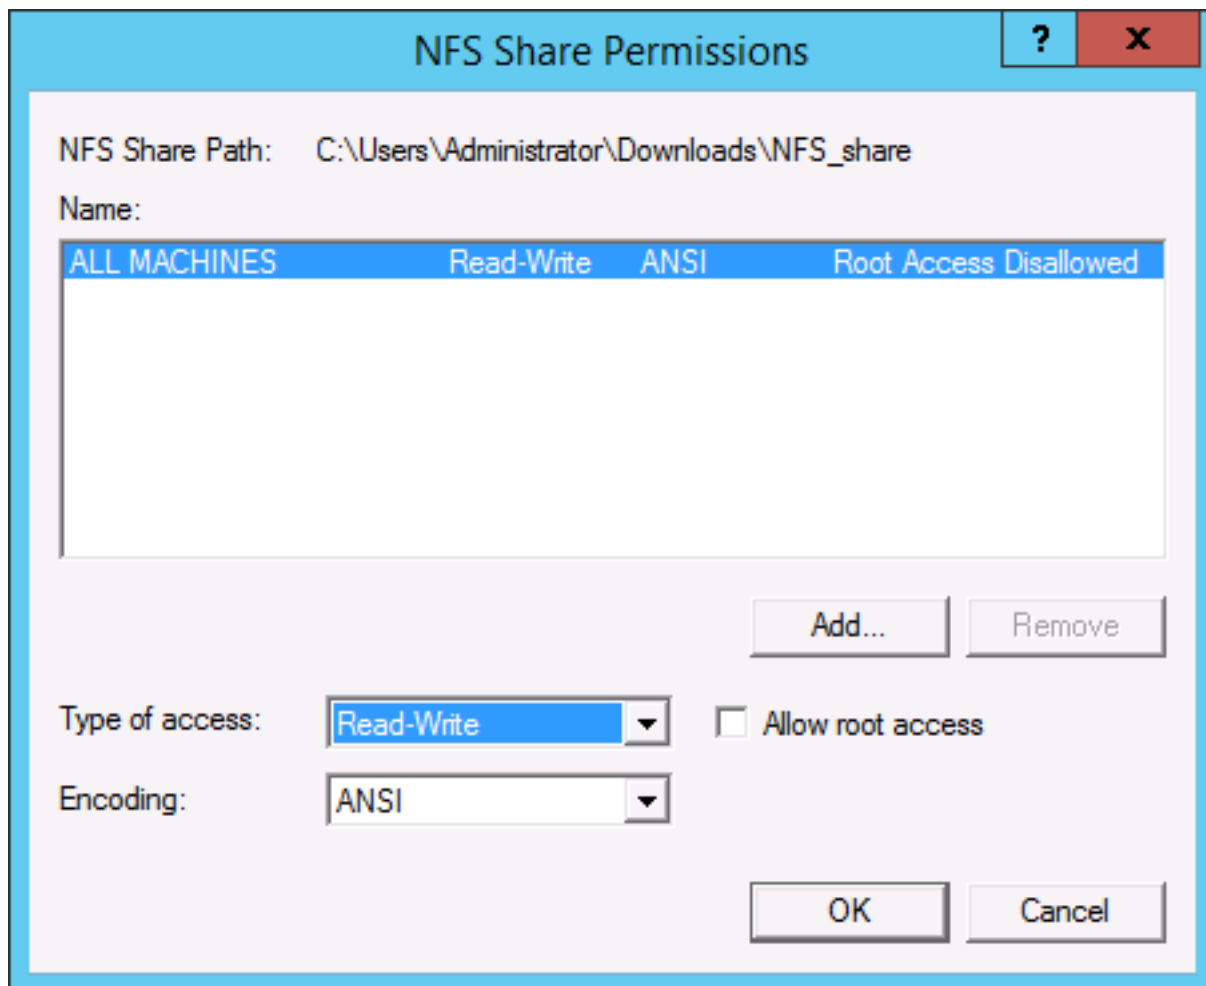 NFS Share Permissions
? x
NFS Share Path: C:\Users\Administrator\Downloads\NFS_share
Name:
ALL MACHINES Read-Write ANSI Root Access Disallowed
Add... Remove
Type of access: Read-Write Allow root access
Encoding: ANSI
OK Cancel